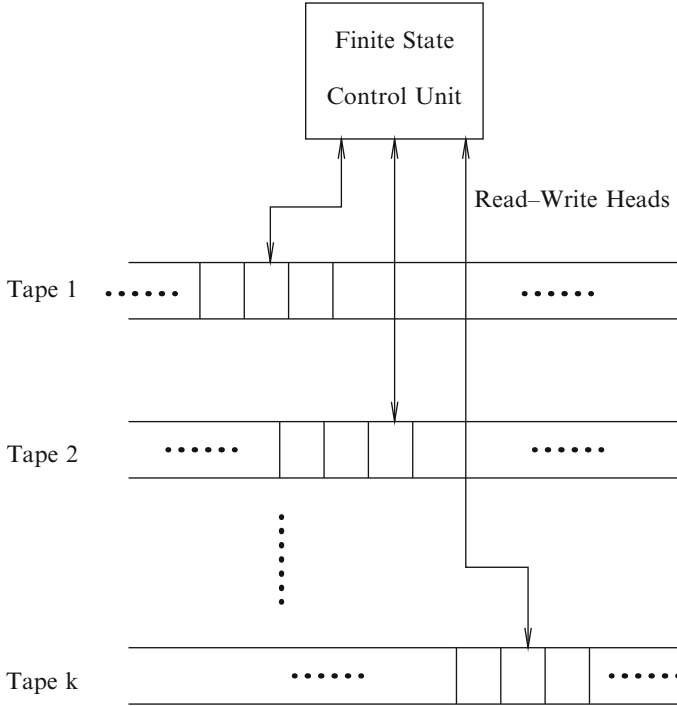 Finite State
Control Unit
Read–Write Heads
Tape 1
Tape 2
Tape k